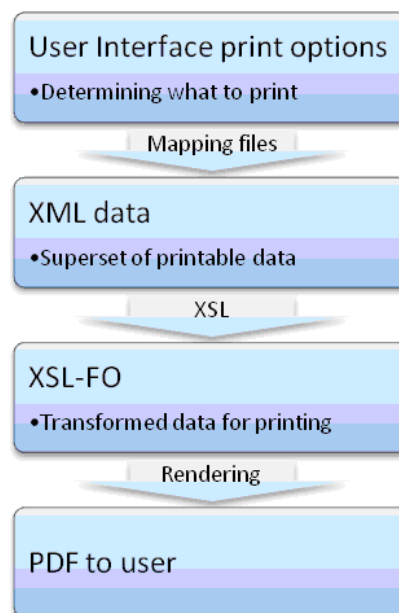 User Interface print options
•Determining what to print
Mapping files
XML data
•Superset of printable data
XSL
XSL-FO
•Transformed data for printing
Rendering
PDF to user